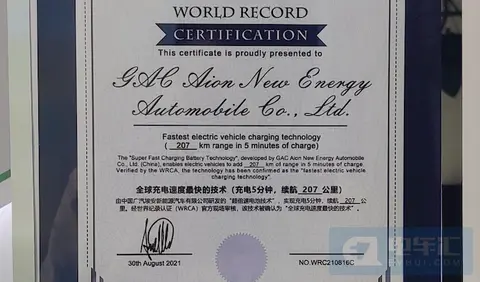 WORLD RECORD
CERTIFICATION
This certificate is proudly presented to
GAC Aion New Energy
Automobile Co., Ltd.
Fastest electric vehicle charging technology
( 207 km range in 5 minutes of charge)
The "Super Fast Charging Battery Technology", developed by GAC Aion New Energy Automobile
Co., Ltd. (China), enables electric vehicles to add 207 km of range in 5 minutes of charge.
Verified by the WRCA, the technology has been confirmed as the "fastest electric vehicle
charging technology".
全球充电速度最快的技术（充电5分钟，续航 207 公里）
由中国广汽埃安新能源汽车有限公司研发的“超倍速电池技术”，实现充电5分钟，续航 207
公里。经世界纪录认证（WRCA）官方现场审核，该技术被确认为“全球充电速度最快的技术”。
30th August 2021
NO.WRC210816C
电车汇